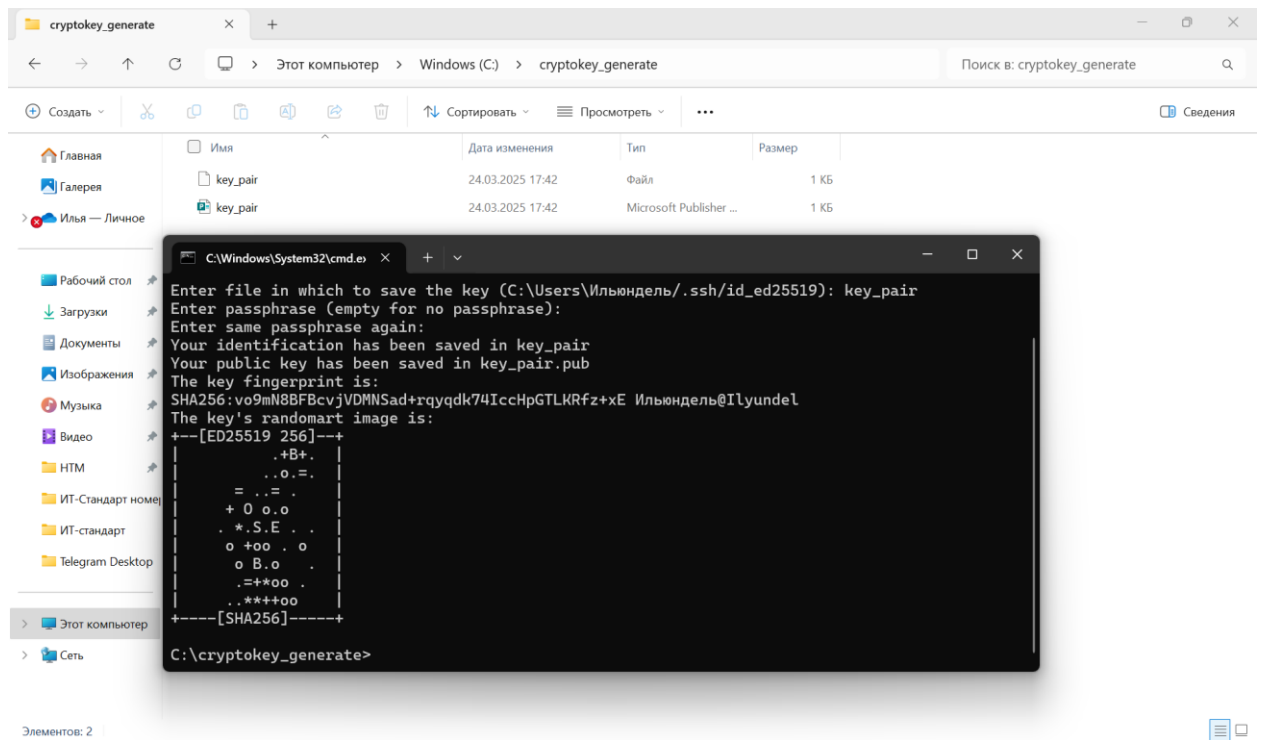 cryptokey_generate
Этот компьютер > Windows (C:) > cryptokey_generate
Поиск в: cryptokey_generate
Создать
Сортировать
Просмотреть
Сведения
Имя Дата изменения Тип Размер
key_pair 24.03.2025 17:42 Файл 1 КБ
key_pair 24.03.2025 17:42 Microsoft Publisher ... 1 КБ
Главная
Галерея
Илья — Личное
Рабочий стол
Загрузки
Документы
Изображения
Музыка
Видео
НТМ
ИТ-Стандарт номер
ИТ-стандарт
Telegram Desktop
Этот компьютер
Сеть
Элементов: 2
C:\Windows\System32\cmd.e
Enter file in which to save the key (C:\Users\Ильюндель/.ssh/id_ed25519): key_pair
Enter passphrase (empty for no passphrase):
Enter same passphrase again:
Your identification has been saved in key_pair
Your public key has been saved in key_pair.pub
The key fingerprint is:
SHA256:vo9mN8BFBcvjVDMNSad+rqyqdk74IccHpGTLKRfz+xE Ильюндель@Ilyundel
The key's randomart image is:
+--[ED25519 256]--+
|          .+B+.  |
|         ..o.=.  |
|      = ..= .    |
|     + O o.o     |
|    . *.S.E . .  |
|     o +oo . o   |
|      o B.o   .  |
|      .=+*oo .   |
|     ..**++oo    |
+----[SHA256]-----+
C:\cryptokey_generate>